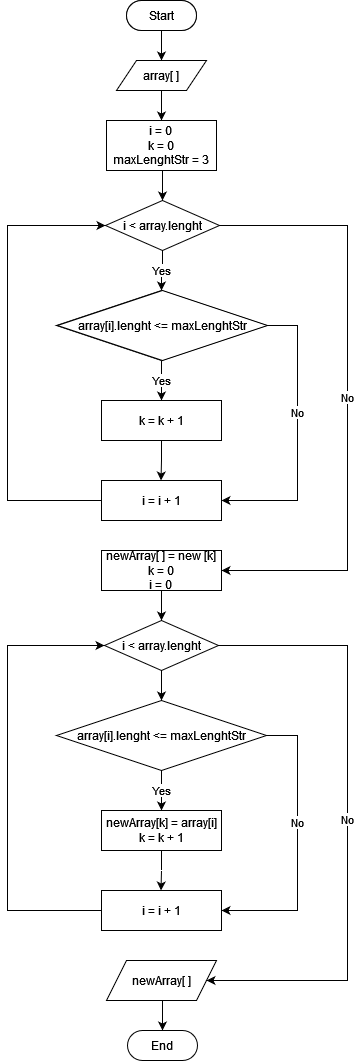 Start
array[ ]
i = 0
k = 0
maxLenghtStr = 3
i < array.lenght
Yes
array[i].lenght <= maxLenghtStr
Yes
No
No
k = k + 1
i = i + 1
newArray[ ] = new [k]
k = 0
i = 0
i < array.lenght
array[i].lenght <= maxLenghtStr
Yes
newArray[k] = array[i]
k = k + 1
No
No
i = i + 1
newArray[ ]
End